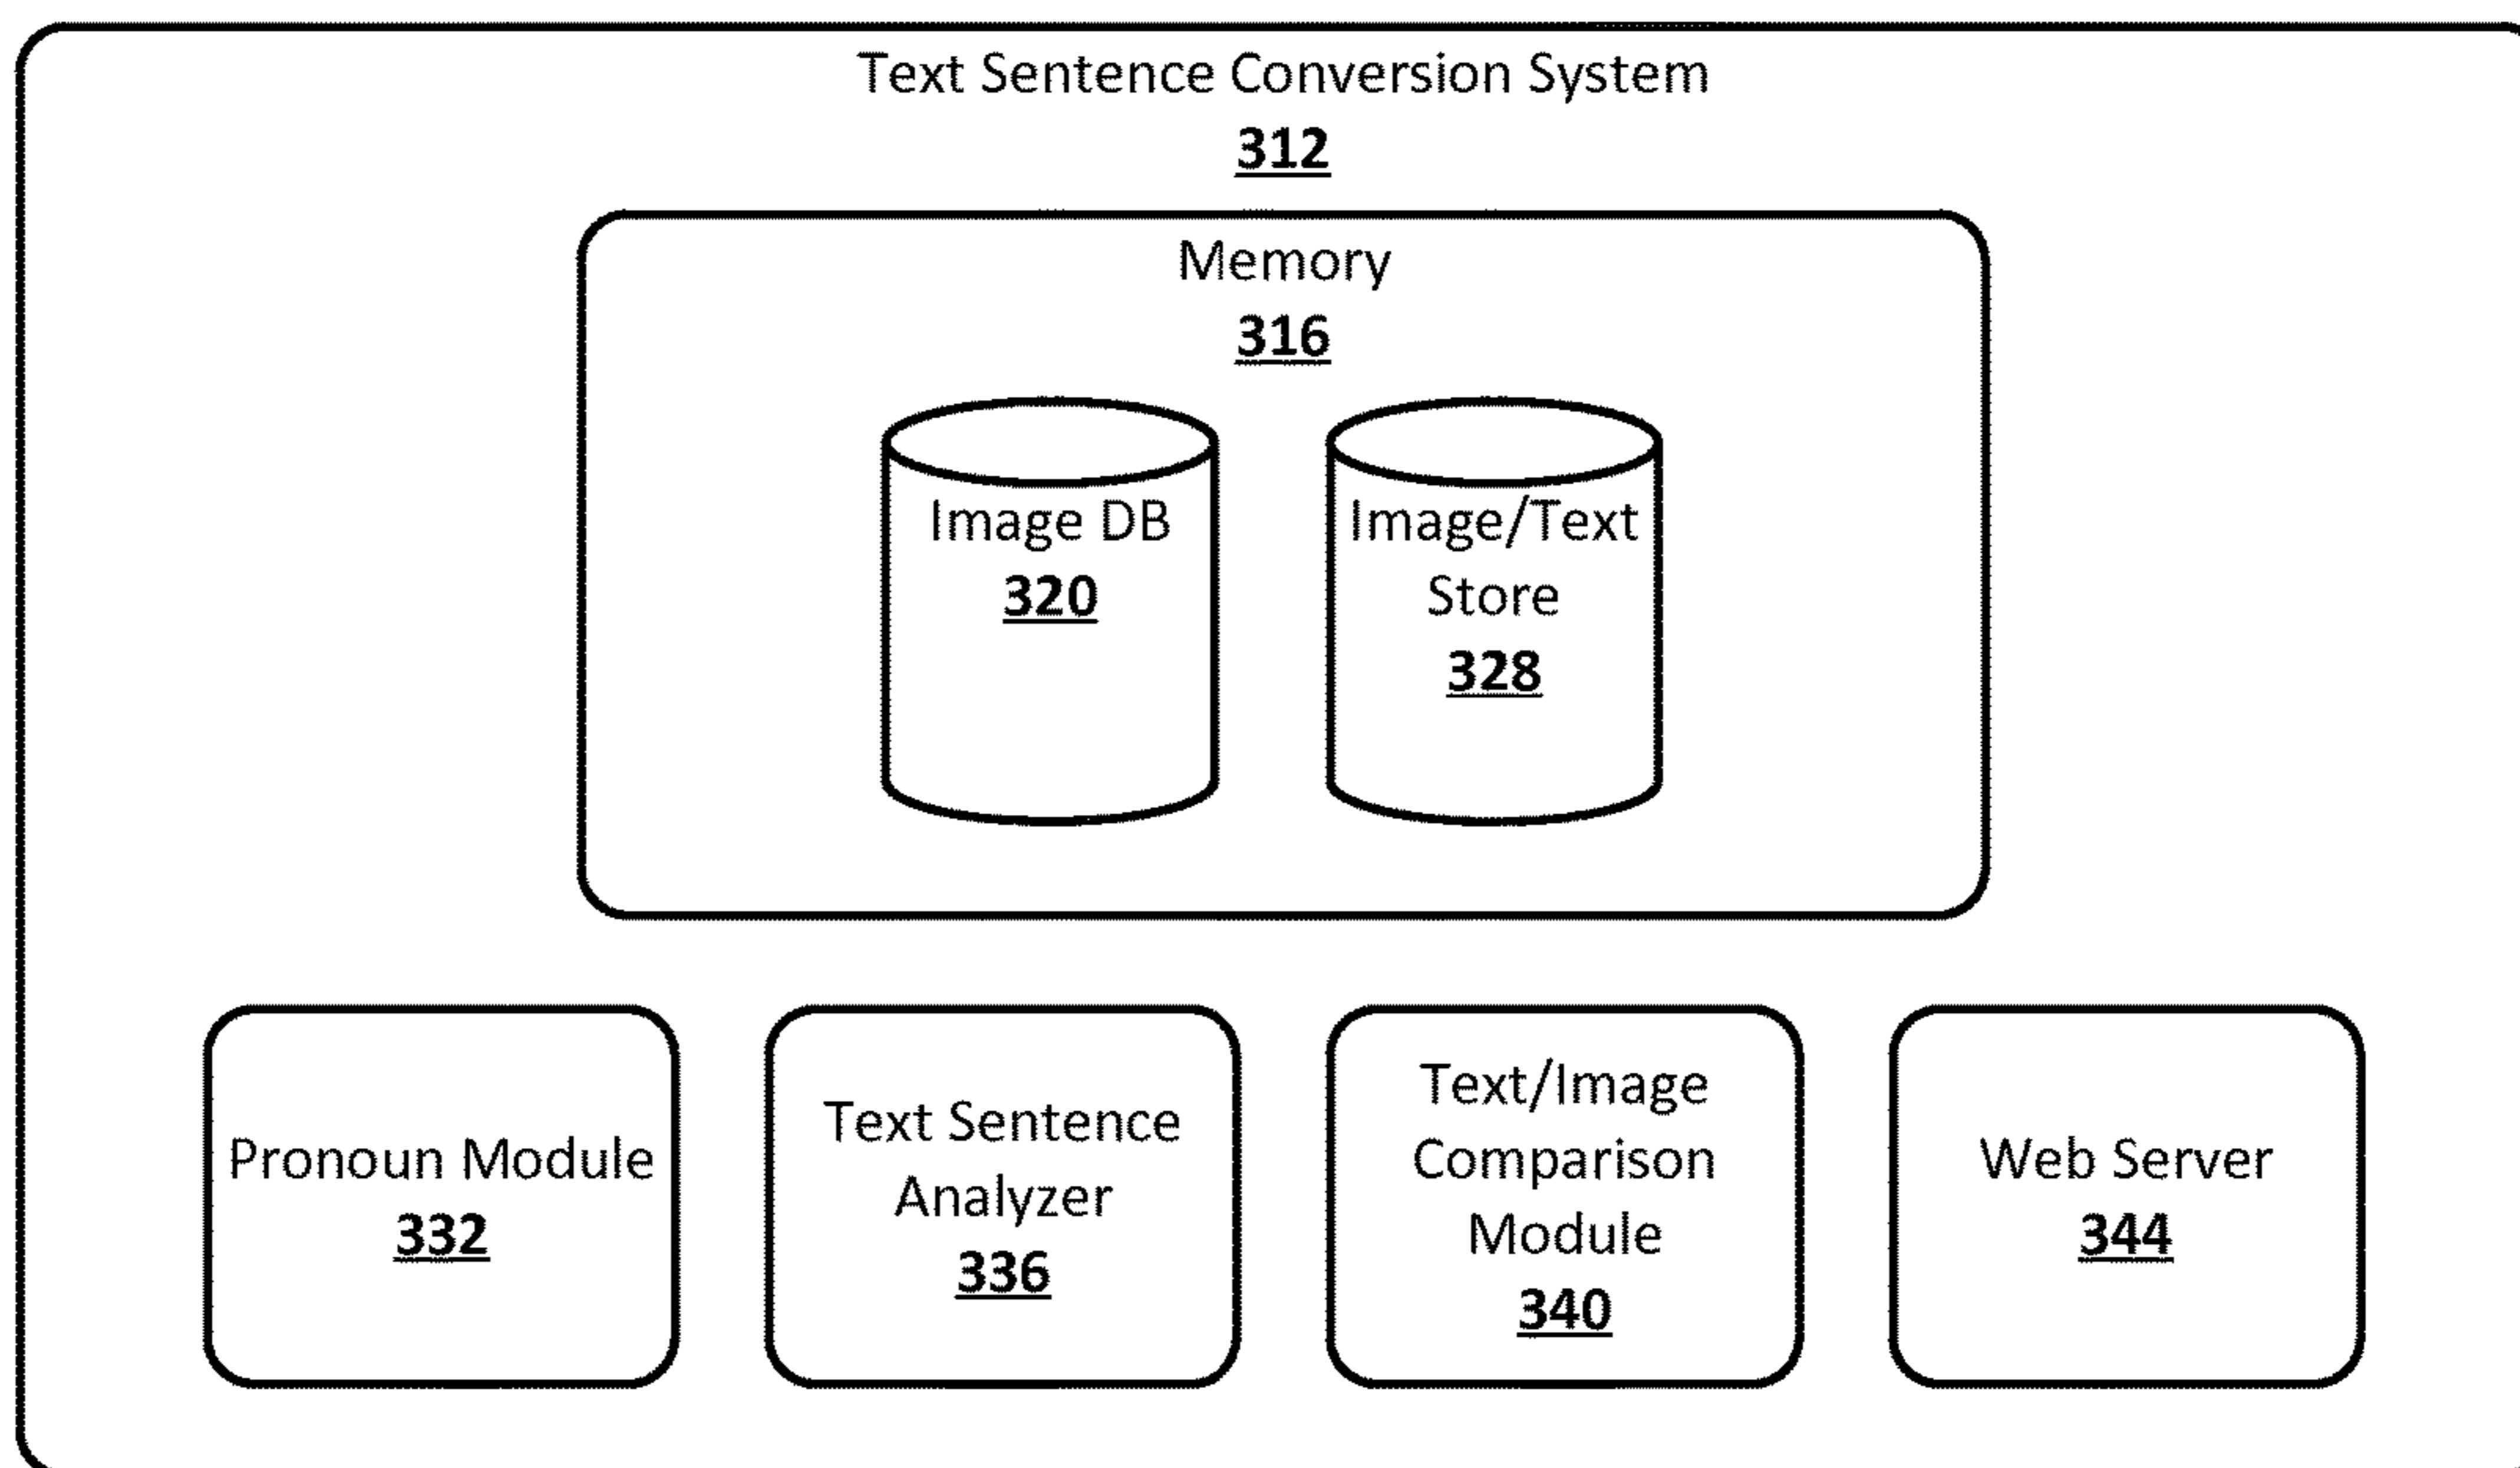 Text Sentence Conversion System
312
Memory
316
Image DB
320
Image/Text
Store
328
Pronoun Module
332
Text Sentence
Analyzer
336
Text/Image
Comparison
Module
340
Web Server
344